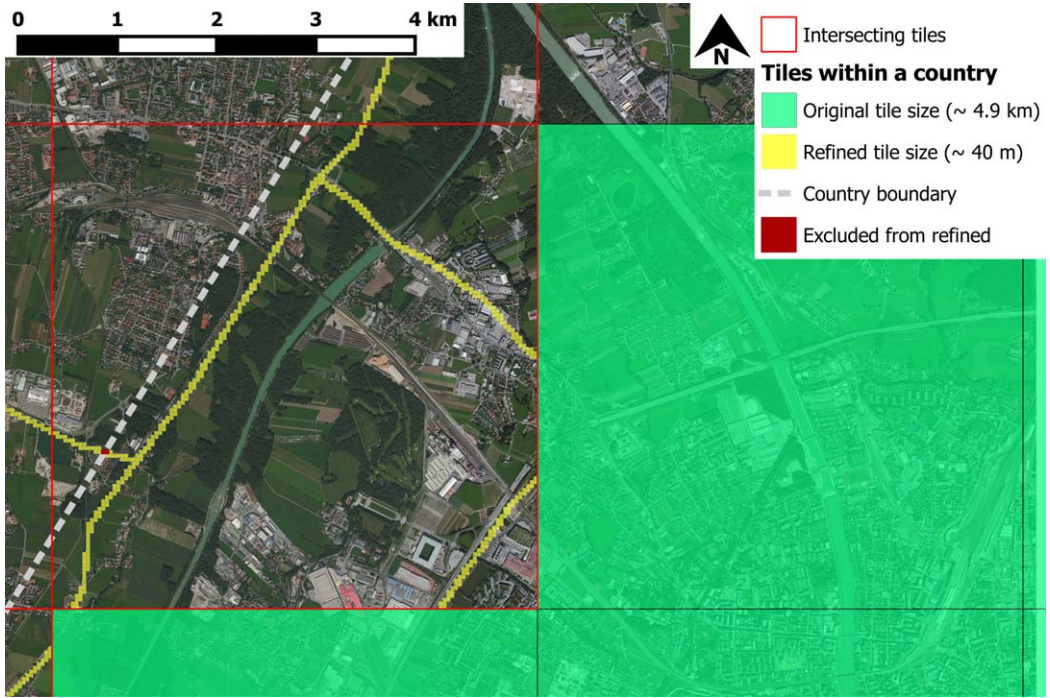 0 1 2 3 4 km
N
Intersecting tiles
Tiles within a country
Original tile size (~ 4.9 km)
Refined tile size (~ 40 m)
Country boundary
Excluded from refined